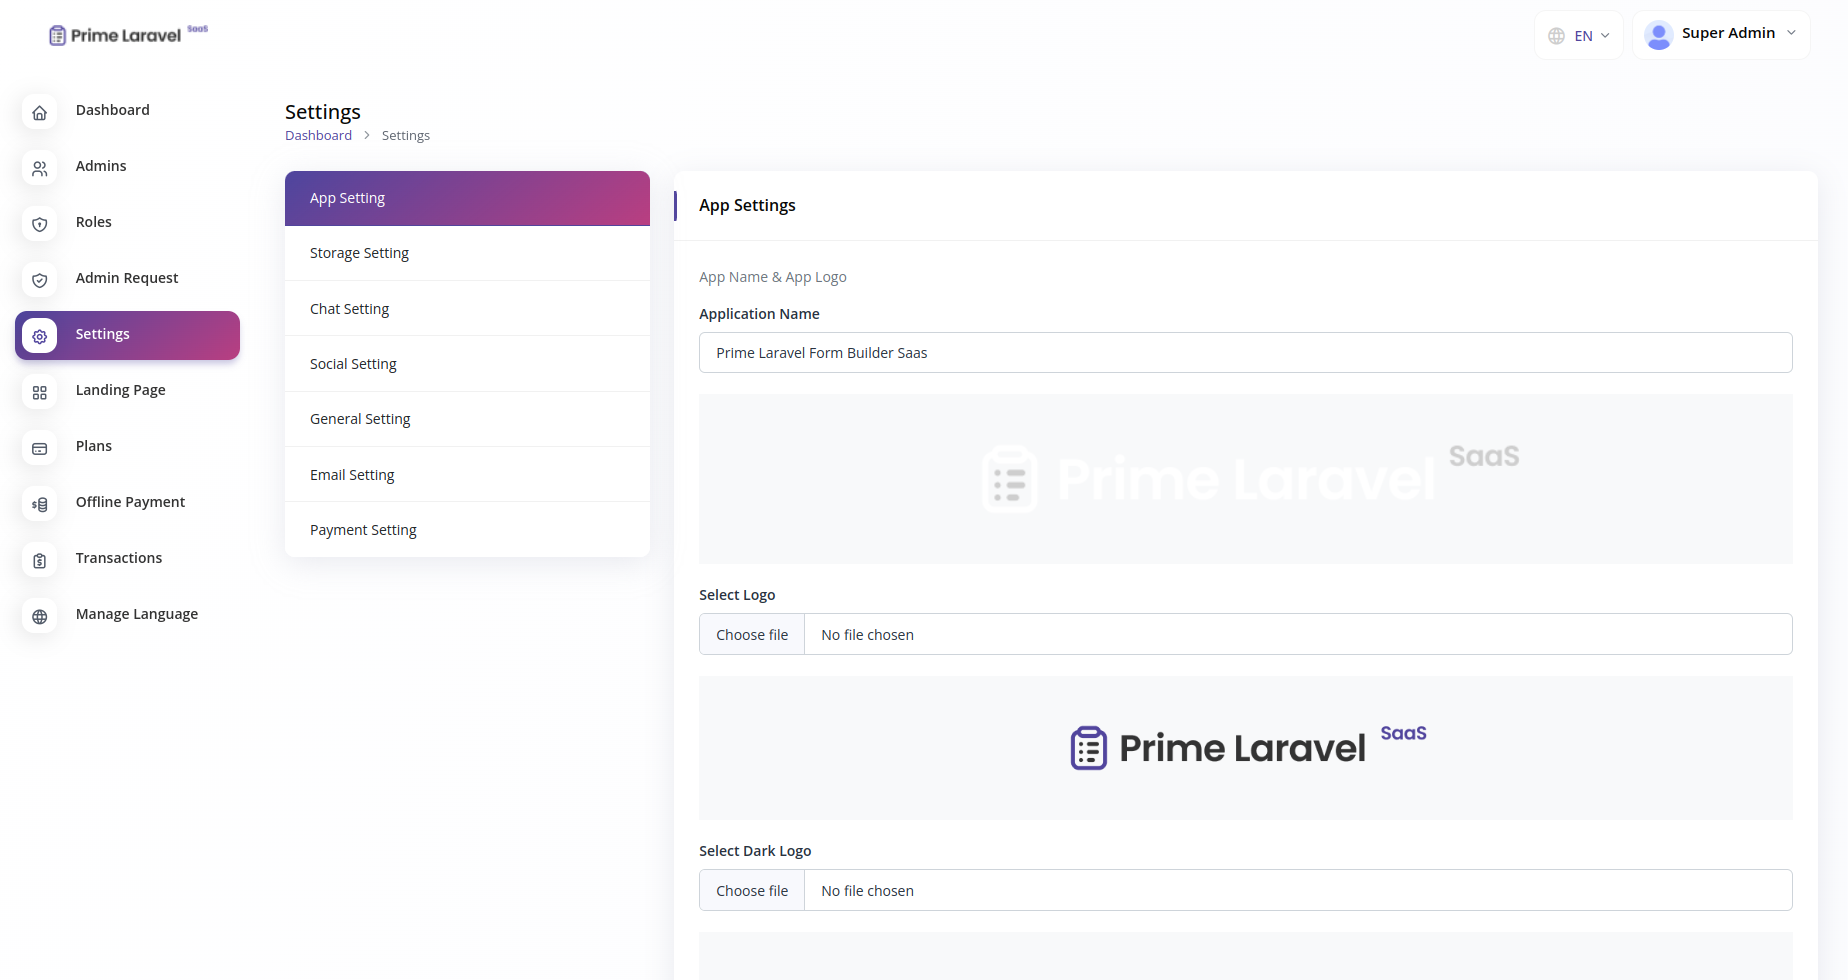 Prime Laravel SaaS
EN
Super Admin
Dashboard
Admins
Roles
Admin Request
Settings
Landing Page
Plans
Offline Payment
Transactions
Manage Language
Settings
Dashboard > Settings
App Setting
Storage Setting
Chat Setting
Social Setting
General Setting
Email Setting
Payment Setting
App Settings
App Name & App Logo
Application Name
Prime Laravel Form Builder Saas
Prime Laravel SaaS
Select Logo
Choose file No file chosen
Prime Laravel SaaS
Select Dark Logo
Choose file No file chosen